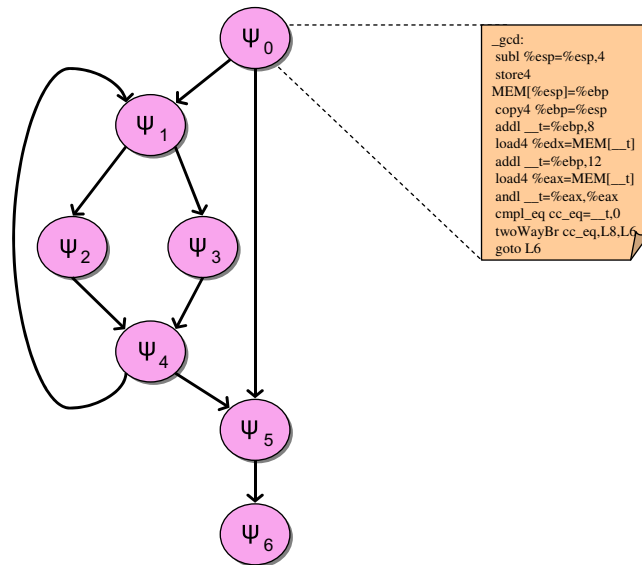 Ψ0
Ψ1
Ψ2
Ψ3
Ψ4
Ψ5
Ψ6
_gcd:
subl %esp=%esp,4
store4
MEM[%esp]=%ebp
copy4 %ebp=%esp
addl __t=%ebp,8
load4 %edx=MEM[__t]
addl __t=%ebp,12
load4 %eax=MEM[__t]
andl __t=%eax,%eax
cmpl_eq cc_eq=__t,0
twoWayBr cc_eq,L8,L6
goto L6